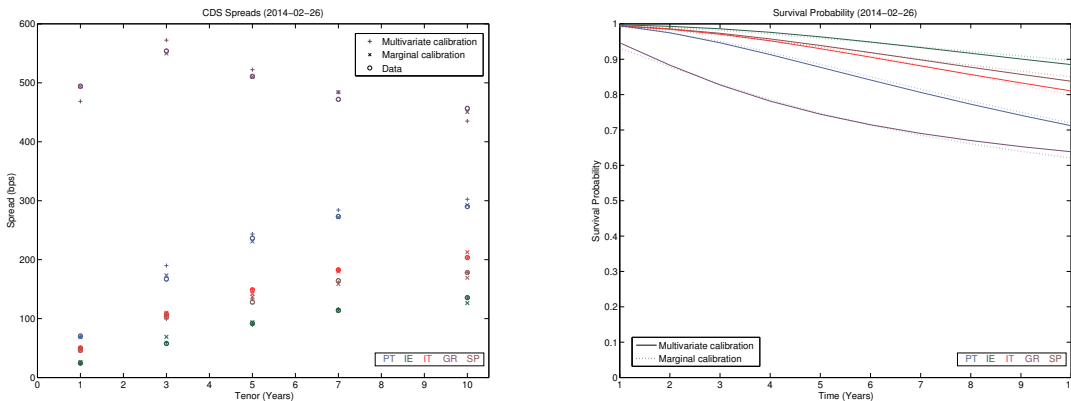 CDS Spreads (2014−02−26)
600
500
400
300
200
100
0
Spread (bps)
Multivariate calibration
Marginal calibration
Data
PT IE IT GR SP
0 1 2 3 4 5 6 7 8 9 10
Tenor (Years)
Survival Probability (2014−02−26)
1
0.9
0.8
0.7
0.6
0.5
0.4
0.3
0.2
0.1
0
Survival Probability
Multivariate calibration
Marginal calibration
PT IE IT GR SP
1 2 3 4 5 6 7 8 9
Time (Years)